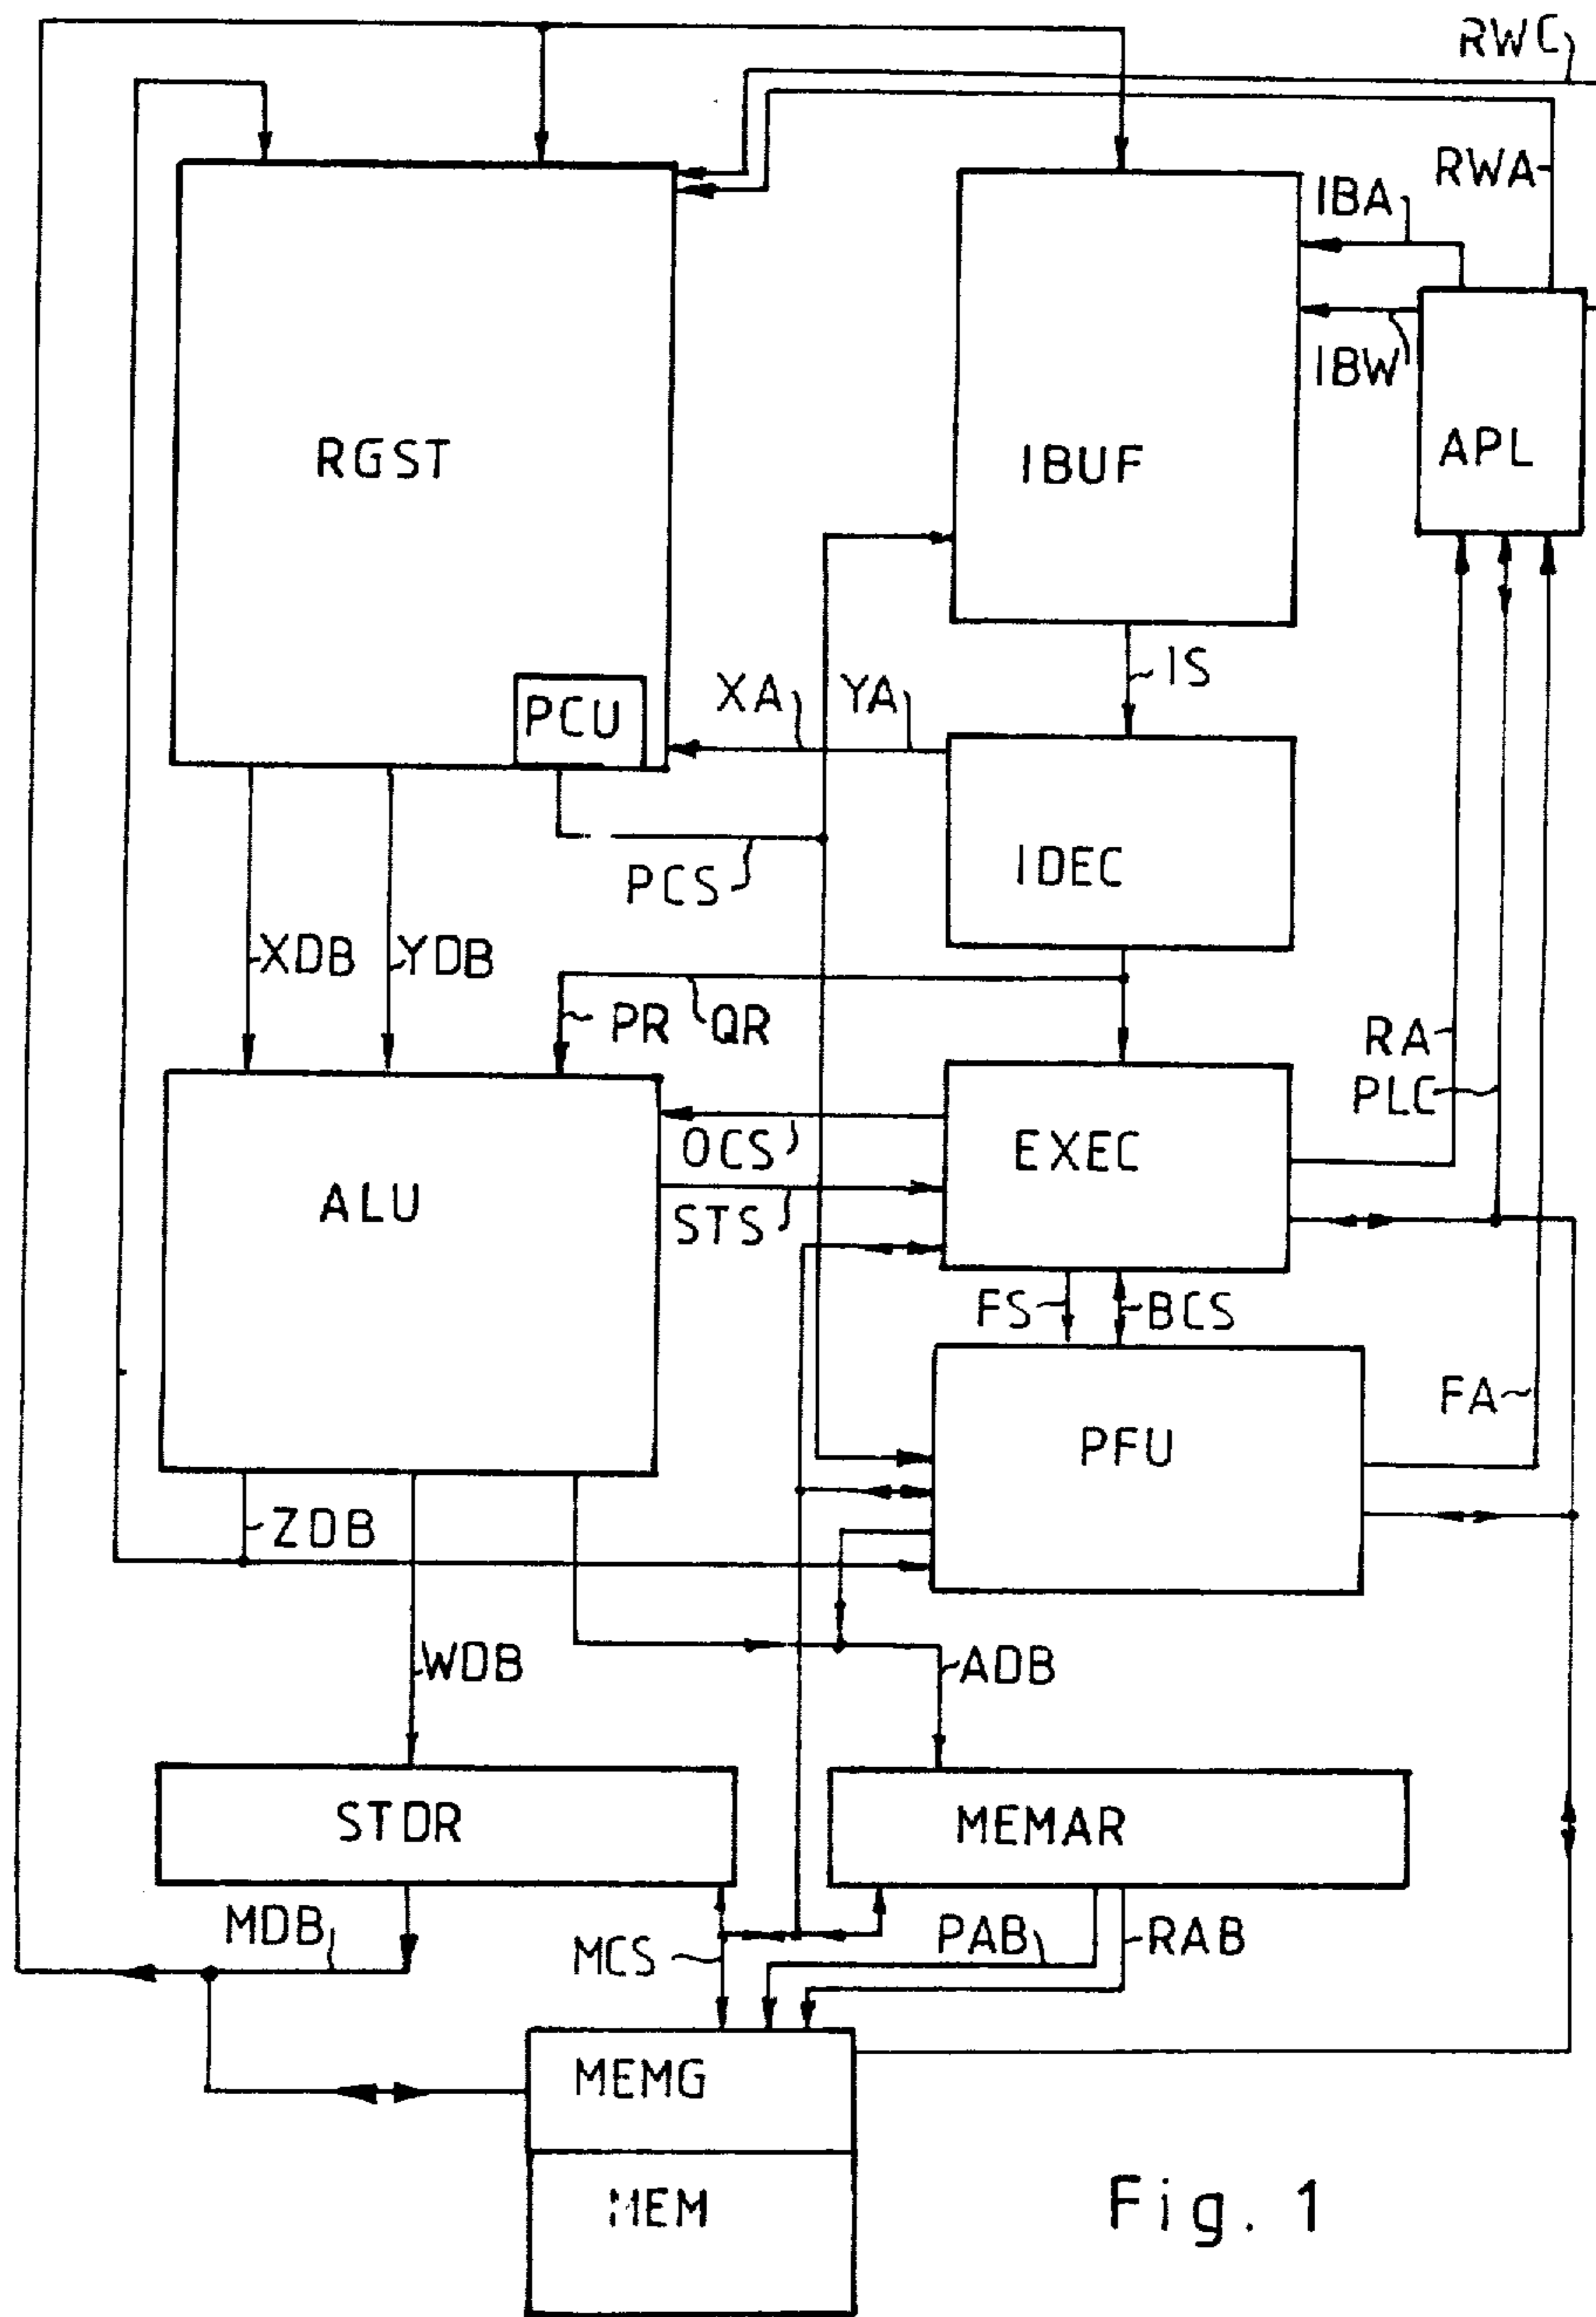 RWC
RWA
IBA
IBW
APL
RGST
IBUF
IS
XA
YA
PCU
PCS
IDEC
XDB
YDB
PR
QR
RA
PLC
OCS
EXEC
ALU
STS
FS
BCS
FA
PFU
ZDB
WDB
ADB
STDR
MEMAR
MDB
MCS
PAB
RAB
MEMG
MEM
Fig. 1